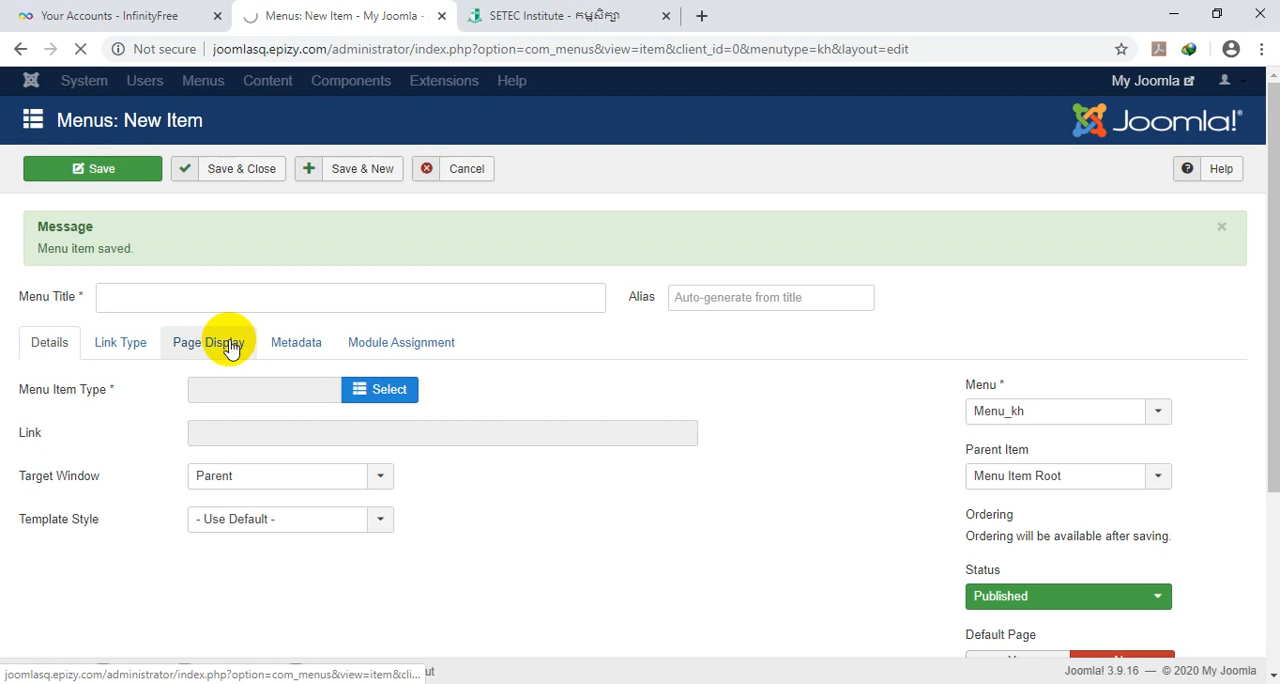 Your Accounts - InfinityFree
Menus: New Item - My Joomla -
SETEC Institute - កម្មសិក្សា
Not secure
joomlasq.epizy.com/administrator/index.php?option=com_menus&view=item&client_id=0&menutype=kh&layout=edit
System Users Menus Content Components Extensions Help
My Joomla
Menus: New Item
Joomla!
Save
Save & Close
Save & New
Cancel
Help
Message
Menu item saved.
Menu Title *
Alias
Auto-generate from title
Details
Link Type
Page Display
Metadata
Module Assignment
Menu Item Type *
Select
Menu *
Menu_kh
Link
Parent Item
Menu Item Root
Target Window
Parent
Ordering
Ordering will be available after saving.
Template Style
- Use Default -
Status
Published
Default Page
joomlasq.epizy.com/administrator/index.php?option=com_menus&view=item&cli...
ut
Joomla! 3.9.16 — © 2020 My Joomla